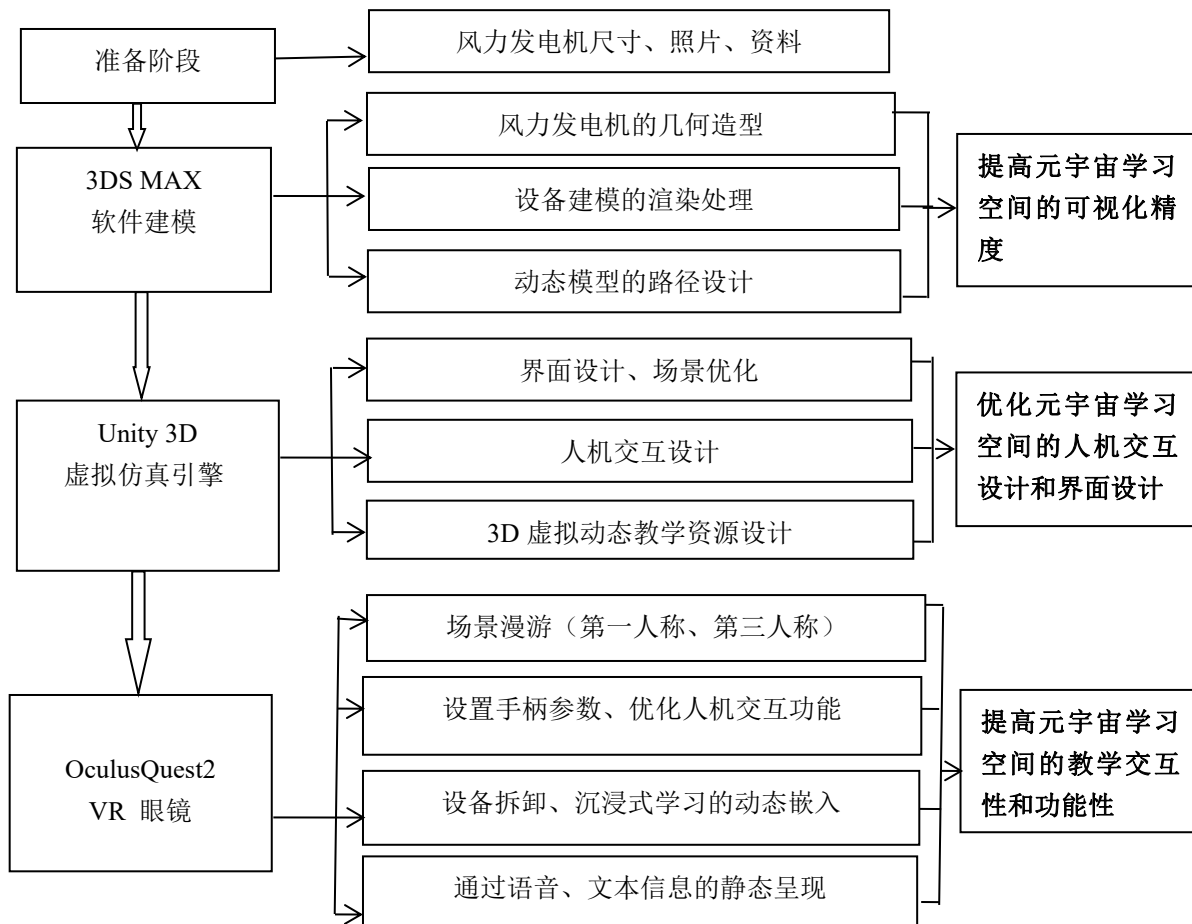 准备阶段
风力发电机尺寸、照片、资料
3DS MAX
软件建模
风力发电机的几何造型
设备建模的渲染处理
动态模型的路径设计
提高元宇宙学习
空间的可视化精
度
Unity 3D
虚拟仿真引擎
界面设计、场景优化
人机交互设计
3D 虚拟动态教学资源设计
优化元宇宙学习
空间的人机交互
设计和界面设计
OculusQuest2
VR 眼镜
场景漫游（第一人称、第三人称）
设置手柄参数、优化人机交互功能
设备拆卸、沉浸式学习的动态嵌入
通过语音、文本信息的静态呈现
提高元宇宙学习
空间的教学交互
性和功能性